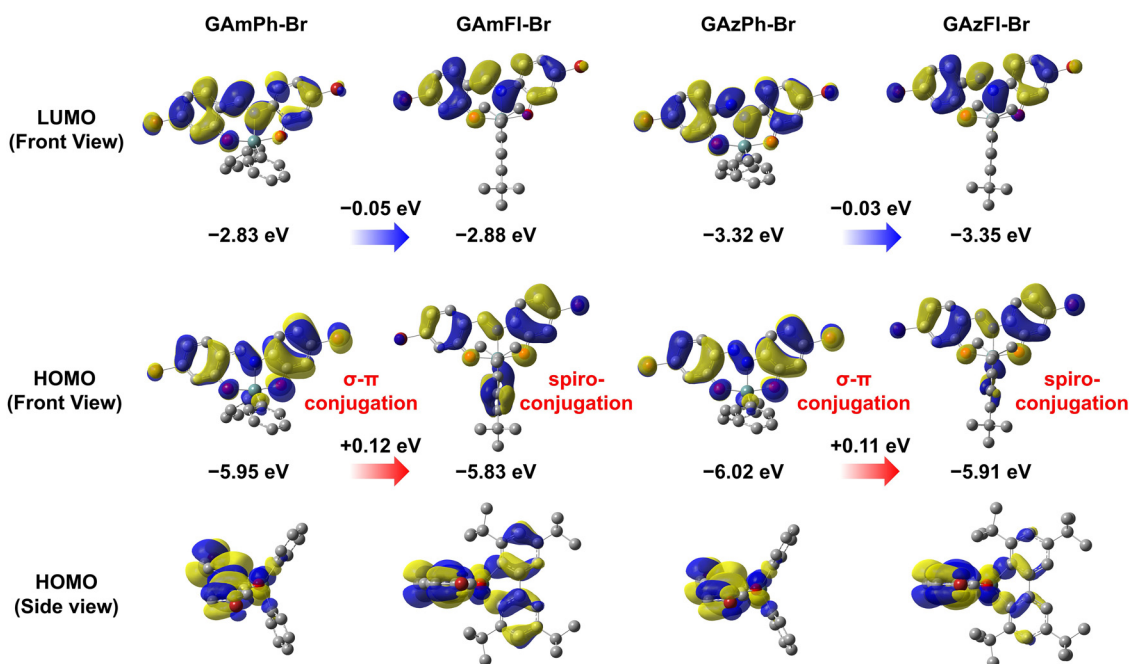 GAmPh-Br GAmFl-Br GAzPh-Br GAzFl-Br
LUMO
(Front View)
−0.05 eV −0.03 eV
−2.83 eV −2.88 eV −3.32 eV −3.35 eV
HOMO
(Front View)
σ-π spiro- σ-π spiro-
conjugation conjugation conjugation conjugation
+0.12 eV +0.11 eV
−5.95 eV −5.83 eV −6.02 eV −5.91 eV
HOMO
(Side view)